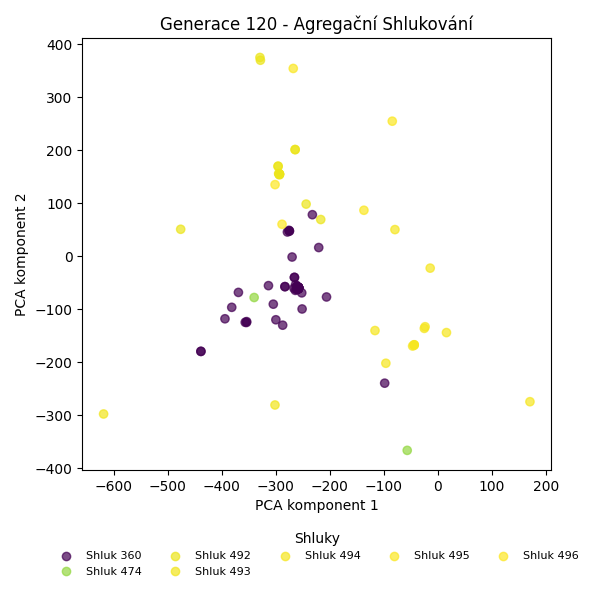 Generace 120 - Agregační Shlukování
400
300
200
100
0
−100
−200
−300
−400
PCA komponent 2
−600 −500 −400 −300 −200 −100 0 100 200
PCA komponent 1
Shluky
Shluk 360 Shluk 492 Shluk 494 Shluk 495 Shluk 496
Shluk 474 Shluk 493